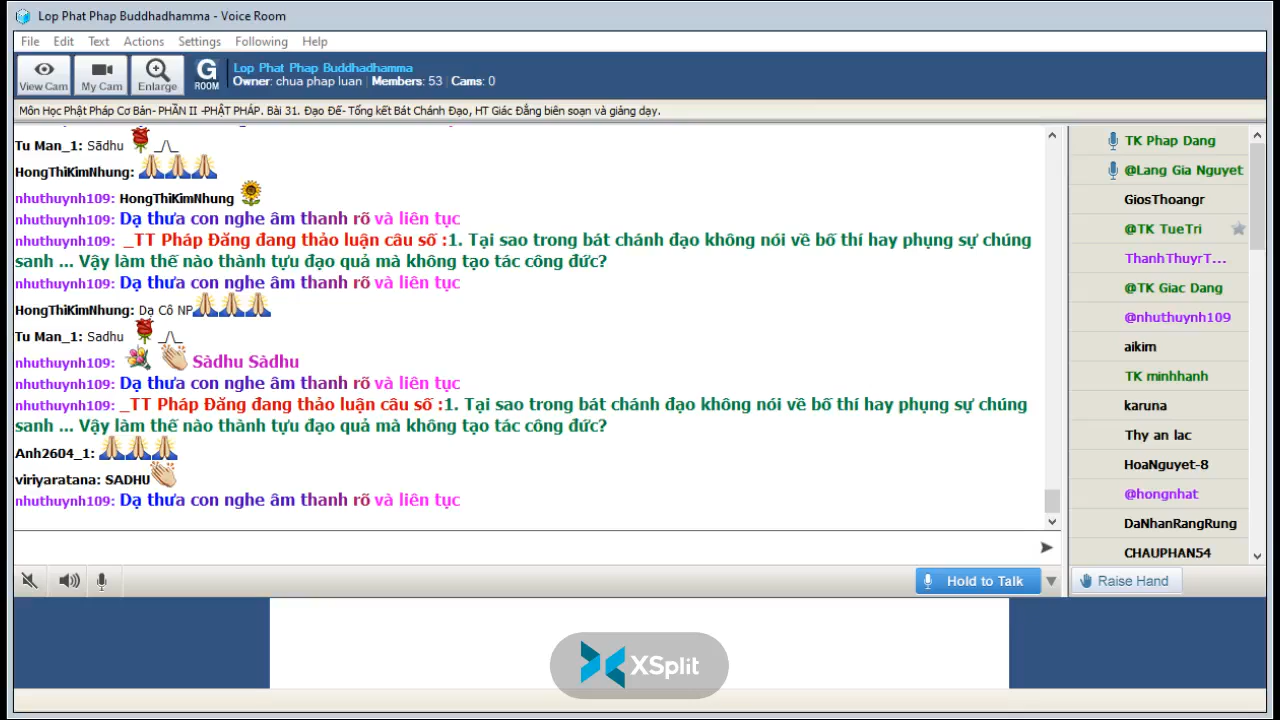 Lop Phat Phap Buddhadhamma - Voice Room
File Edit Text Actions Settings Following Help
View Cam My Cam Enlarge G ROOM
Lop Phat Phap Buddhadhamma
Owner: chua phap luan | Members: 53 | Cams: 0
Môn Học Phật Pháp Cơ Bản- PHẦN II -PHẬT PHÁP. Bài 31. Đạo Đế- Tổng kết Bát Chánh Đạo, HT Giác Đẳng biên soạn và giảng dạy.
Tu Man_1: Sādhu _/\_
HongThiKimNhung:
nhuthuynh109: HongThiKimNhung
nhuthuynh109: Dạ thưa con nghe âm thanh rõ và liên tục
nhuthuynh109: _TT Pháp Đăng đang thảo luận câu số :1. Tại sao trong bát chánh đạo không nói về bố thí hay phụng sự chúng
sanh ... Vậy làm thế nào thành tựu đạo quả mà không tạo tác công đức?
nhuthuynh109: Dạ thưa con nghe âm thanh rõ và liên tục
HongThiKimNhung: Dạ Cô NP
Tu Man_1: Sadhu _/\_
nhuthuynh109: Sàdhu Sàdhu
nhuthuynh109: Dạ thưa con nghe âm thanh rõ và liên tục
nhuthuynh109: _TT Pháp Đăng đang thảo luận câu số :1. Tại sao trong bát chánh đạo không nói về bố thí hay phụng sự chúng
sanh ... Vậy làm thế nào thành tựu đạo quả mà không tạo tác công đức?
Anh2604_1:
viriyaratana: SADHU
nhuthuynh109: Dạ thưa con nghe âm thanh rõ và liên tục
TK Phap Dang
@Lang Gia Nguyet
GiosThoangr
@TK TueTri
ThanhThuyrT...
@TK Giac Dang
@nhuthuynh109
aikim
TK minhhanh
karuna
Thy an lac
HoaNguyet-8
@hongnhat
DaNhanRangRung
CHAUPHAN54
Hold to Talk
Raise Hand
XSplit